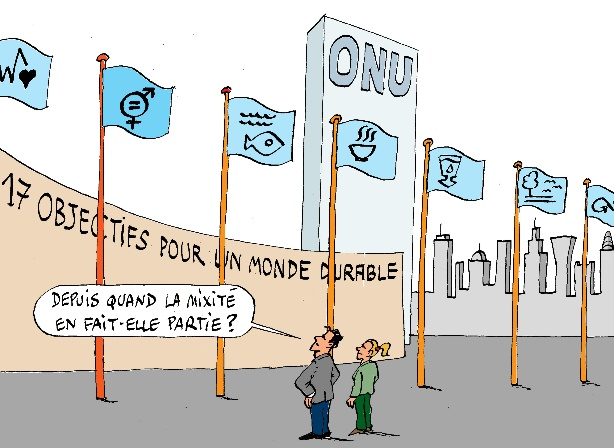 ONU
17 OBJECTIFS POUR UN MONDE DURABLE
DEPUIS QUAND LA MIXITÉ
EN FAIT-ELLE PARTIE ?